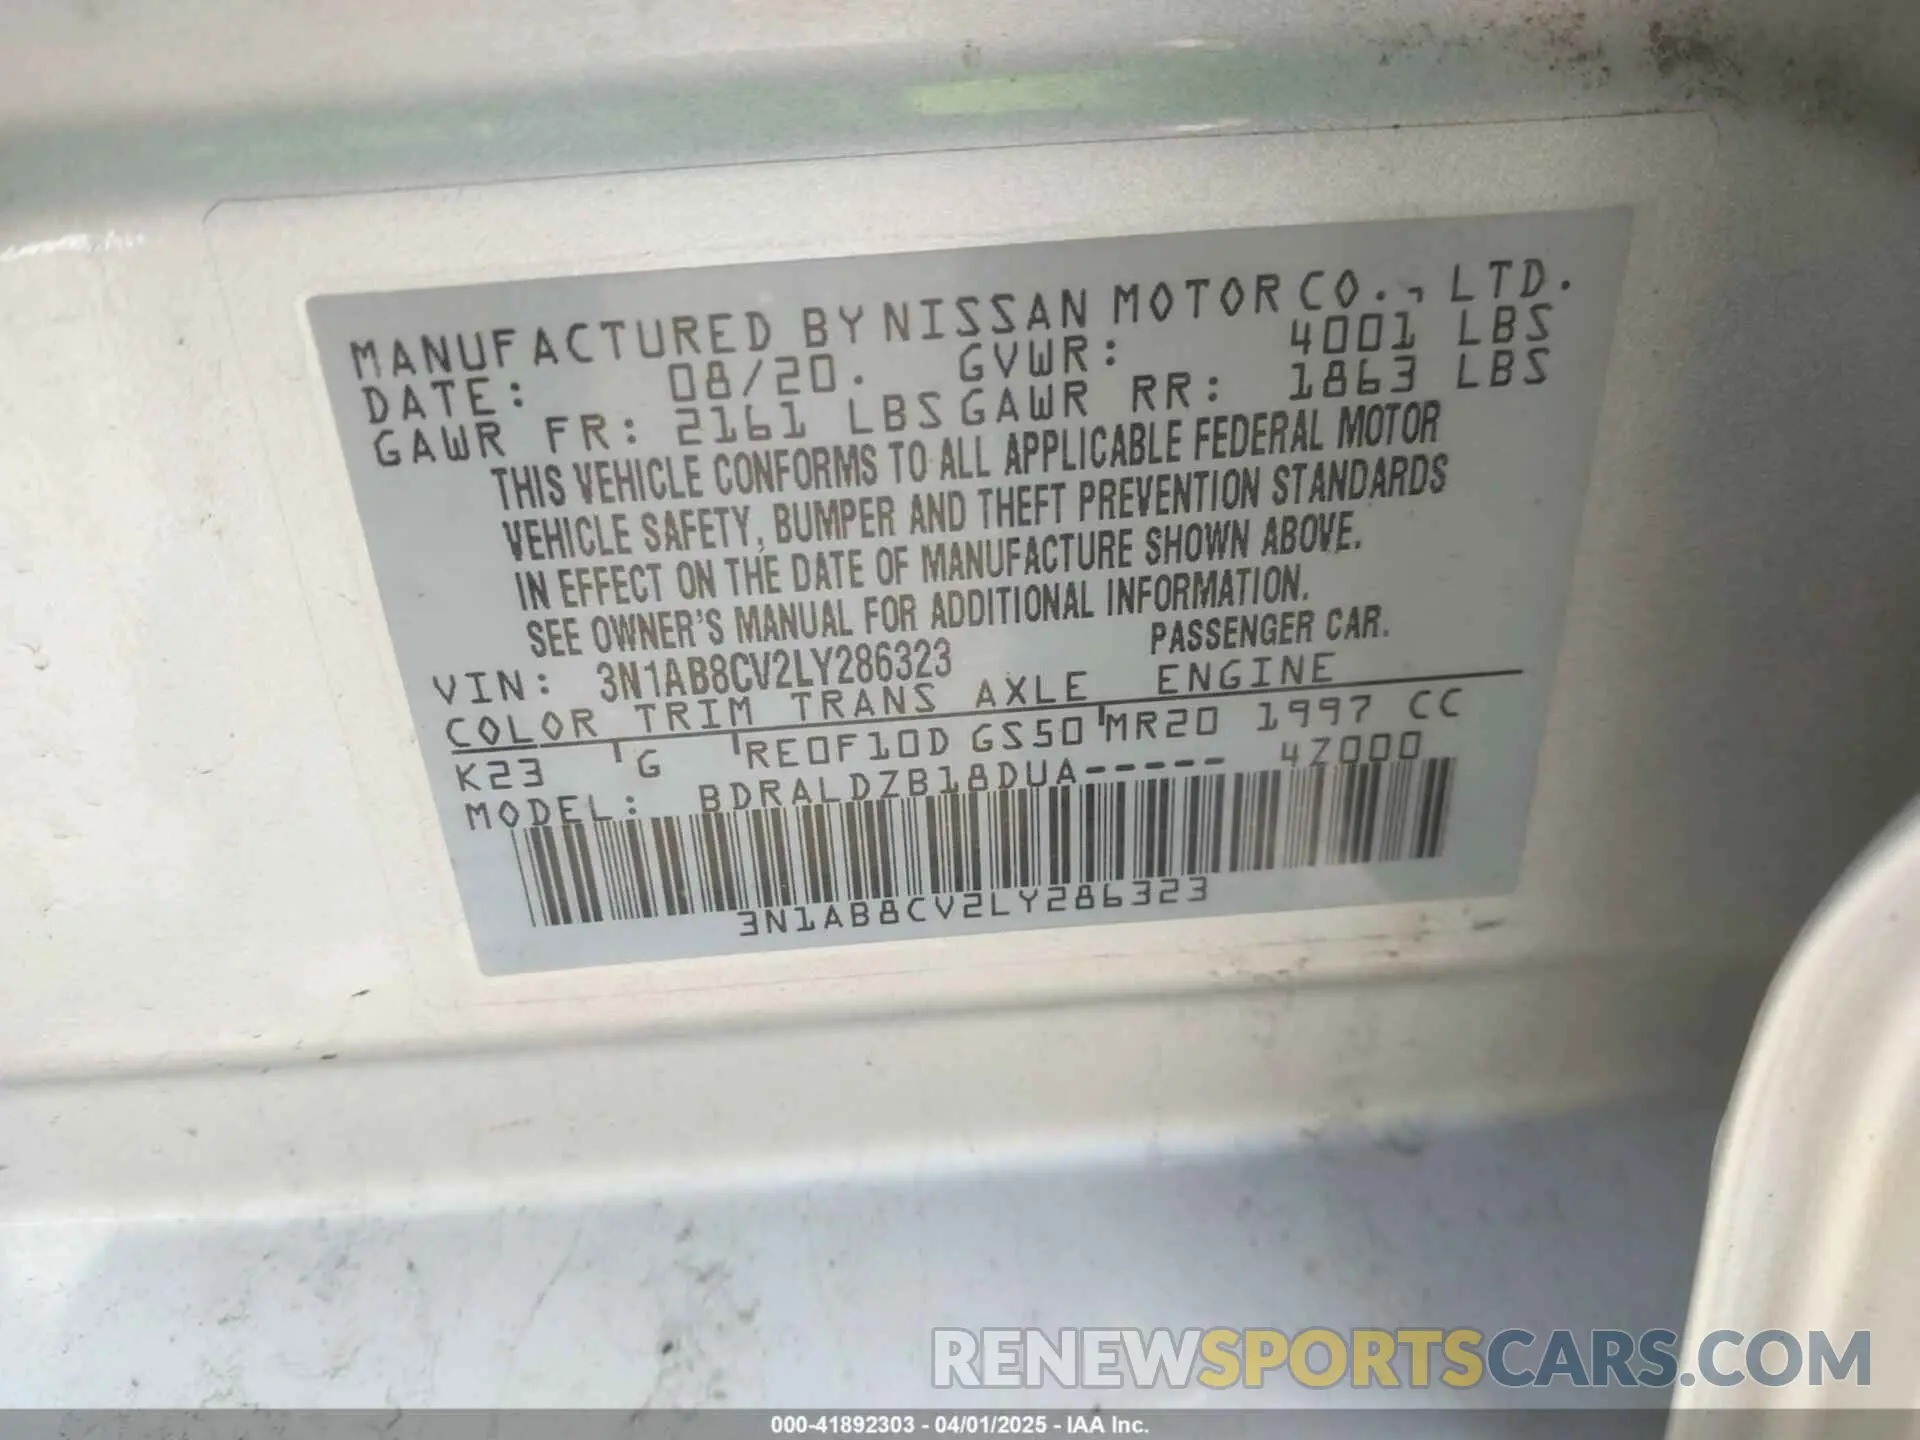 MANUFACTURED BY NISSAN MOTOR CO., LTD.
DATE: 08/20. GVWR: 4001 LBS
GAWR FR: 2161 LBS GAWR RR: 1863 LBS
THIS VEHICLE CONFORMS TO ALL APPLICABLE FEDERAL MOTOR
VEHICLE SAFETY, BUMPER AND THEFT PREVENTION STANDARDS
IN EFFECT ON THE DATE OF MANUFACTURE SHOWN ABOVE.
SEE OWNER'S MANUAL FOR ADDITIONAL INFORMATION.
VIN: 3N1AB8CV2LY286323 PASSENGER CAR.
COLOR TRIM TRANS AXLE ENGINE
K23 G RE0F10D GS50 MR20 1997 CC
MODEL: BDRALDZB18DUA----- 4Z000
3N1AB8CV2LY286323
RENEWSPORTSCARS.COM
000-41892303 - 04/01/2025 - IAA Inc.